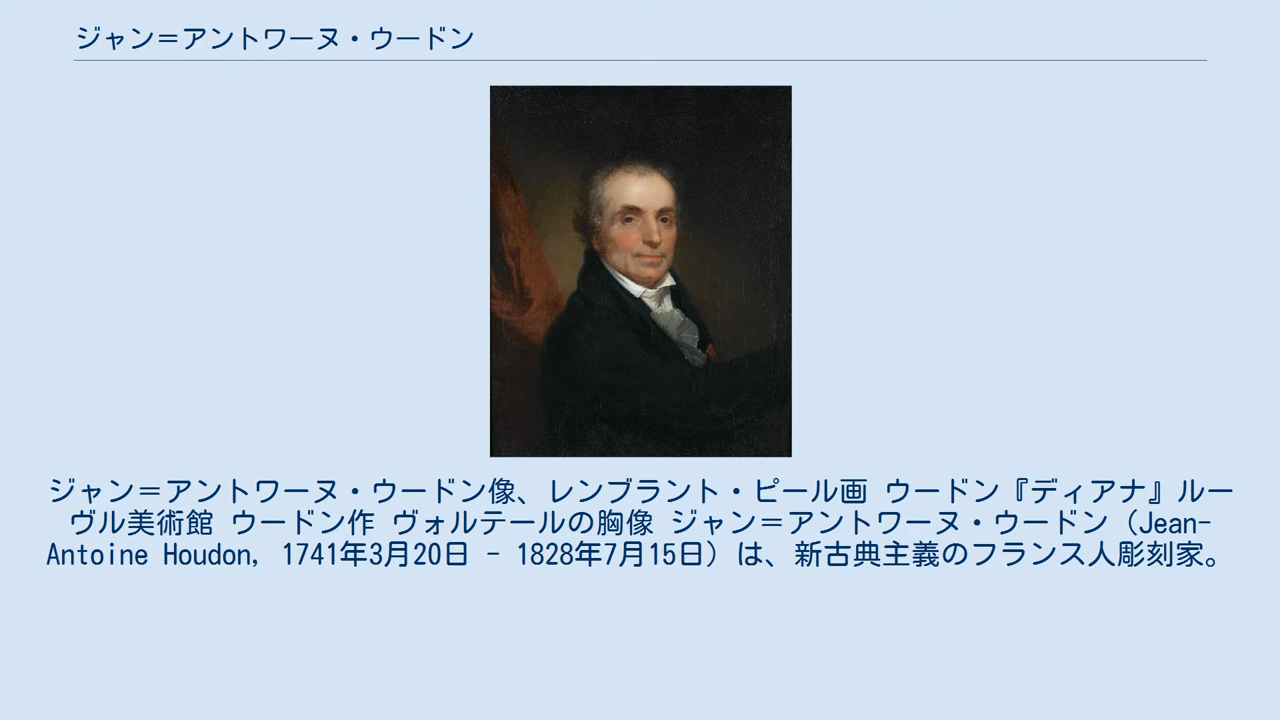 ジャン＝アントワーヌ・ウードン
ジャン＝アントワーヌ・ウードン像、レンブラント・ピール画 ウードン『ディアナ』ルー
ヴル美術館 ウードン作 ヴォルテールの胸像 ジャン＝アントワーヌ・ウードン（Jean-
Antoine Houdon, 1741年3月20日 - 1828年7月15日）は、新古典主義のフランス人彫刻家。